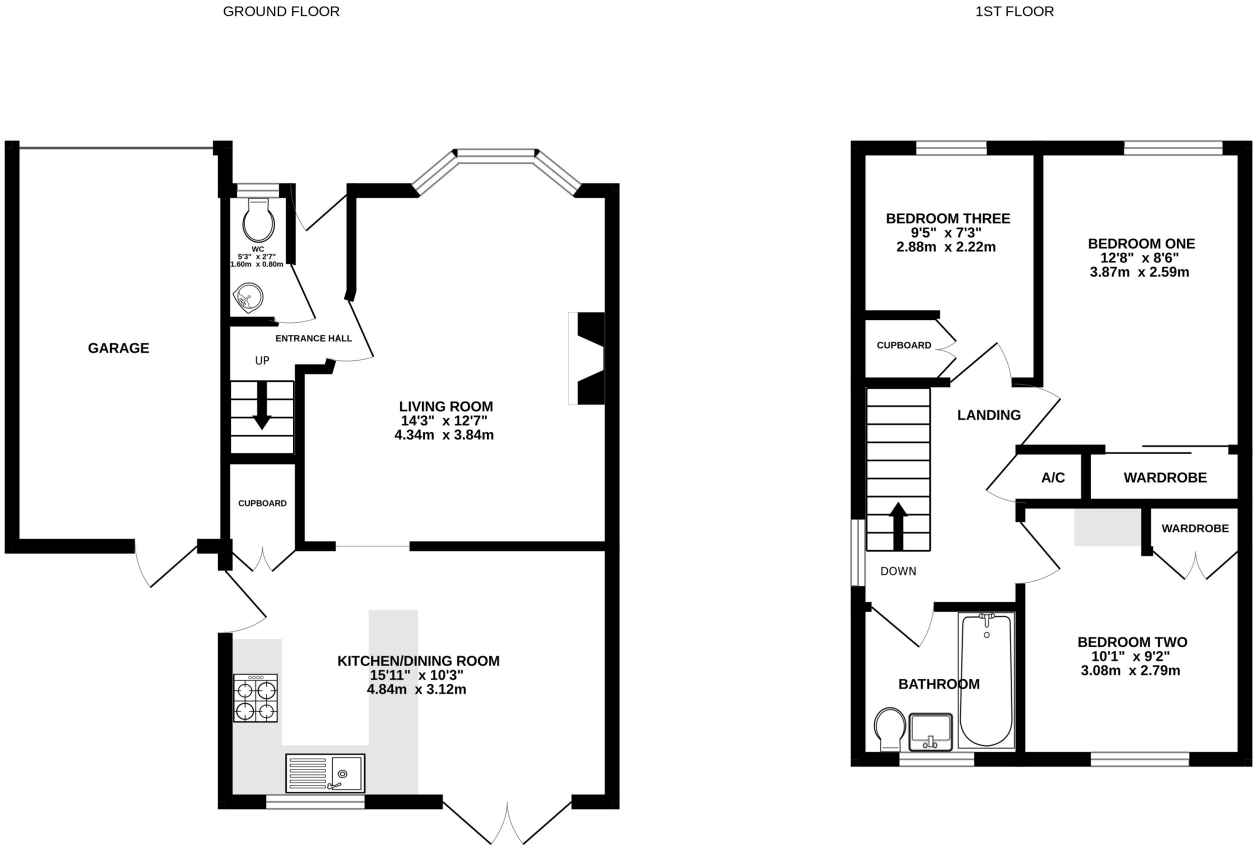 GROUND FLOOR
1ST FLOOR
GARAGE
WC
5'3" x 2'7"
1.60m x 0.80m
ENTRANCE HALL
UP
LIVING ROOM
14'3" x 12'7"
4.34m x 3.84m
CUPBOARD
KITCHEN/DINING ROOM
15'11" x 10'3"
4.84m x 3.12m
BEDROOM THREE
9'5" x 7'3"
2.88m x 2.22m
BEDROOM ONE
12'8" x 8'6"
3.87m x 2.59m
CUPBOARD
LANDING
A/C
WARDROBE
WARDROBE
DOWN
BEDROOM TWO
10'1" x 9'2"
3.08m x 2.79m
BATHROOM